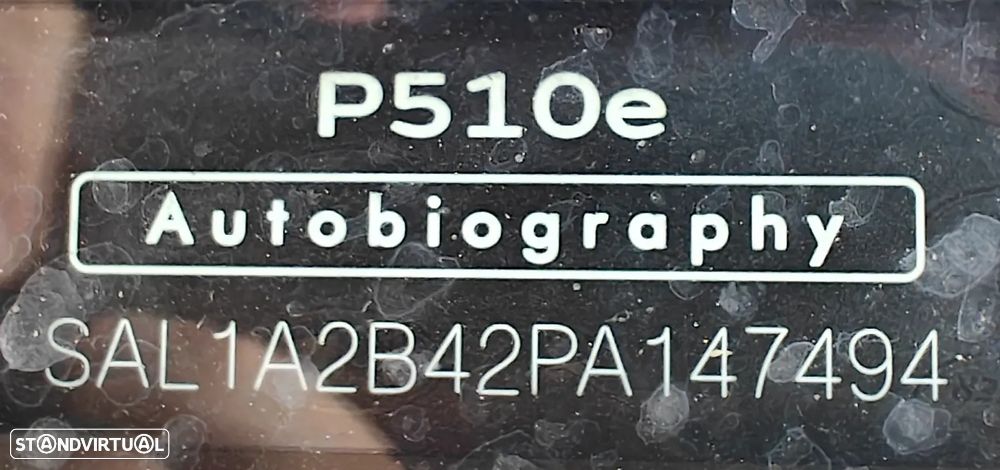 P510e
Autobiography
SAL1A2B42PA147494
STANDVIRTUAL